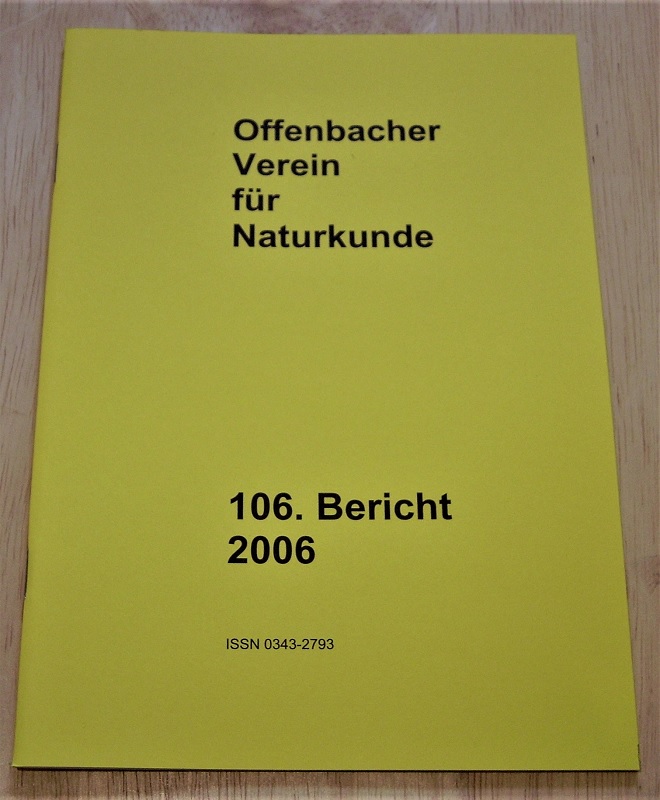 Offenbacher
Verein
für
Naturkunde
106. Bericht
2006
ISSN 0343-2793